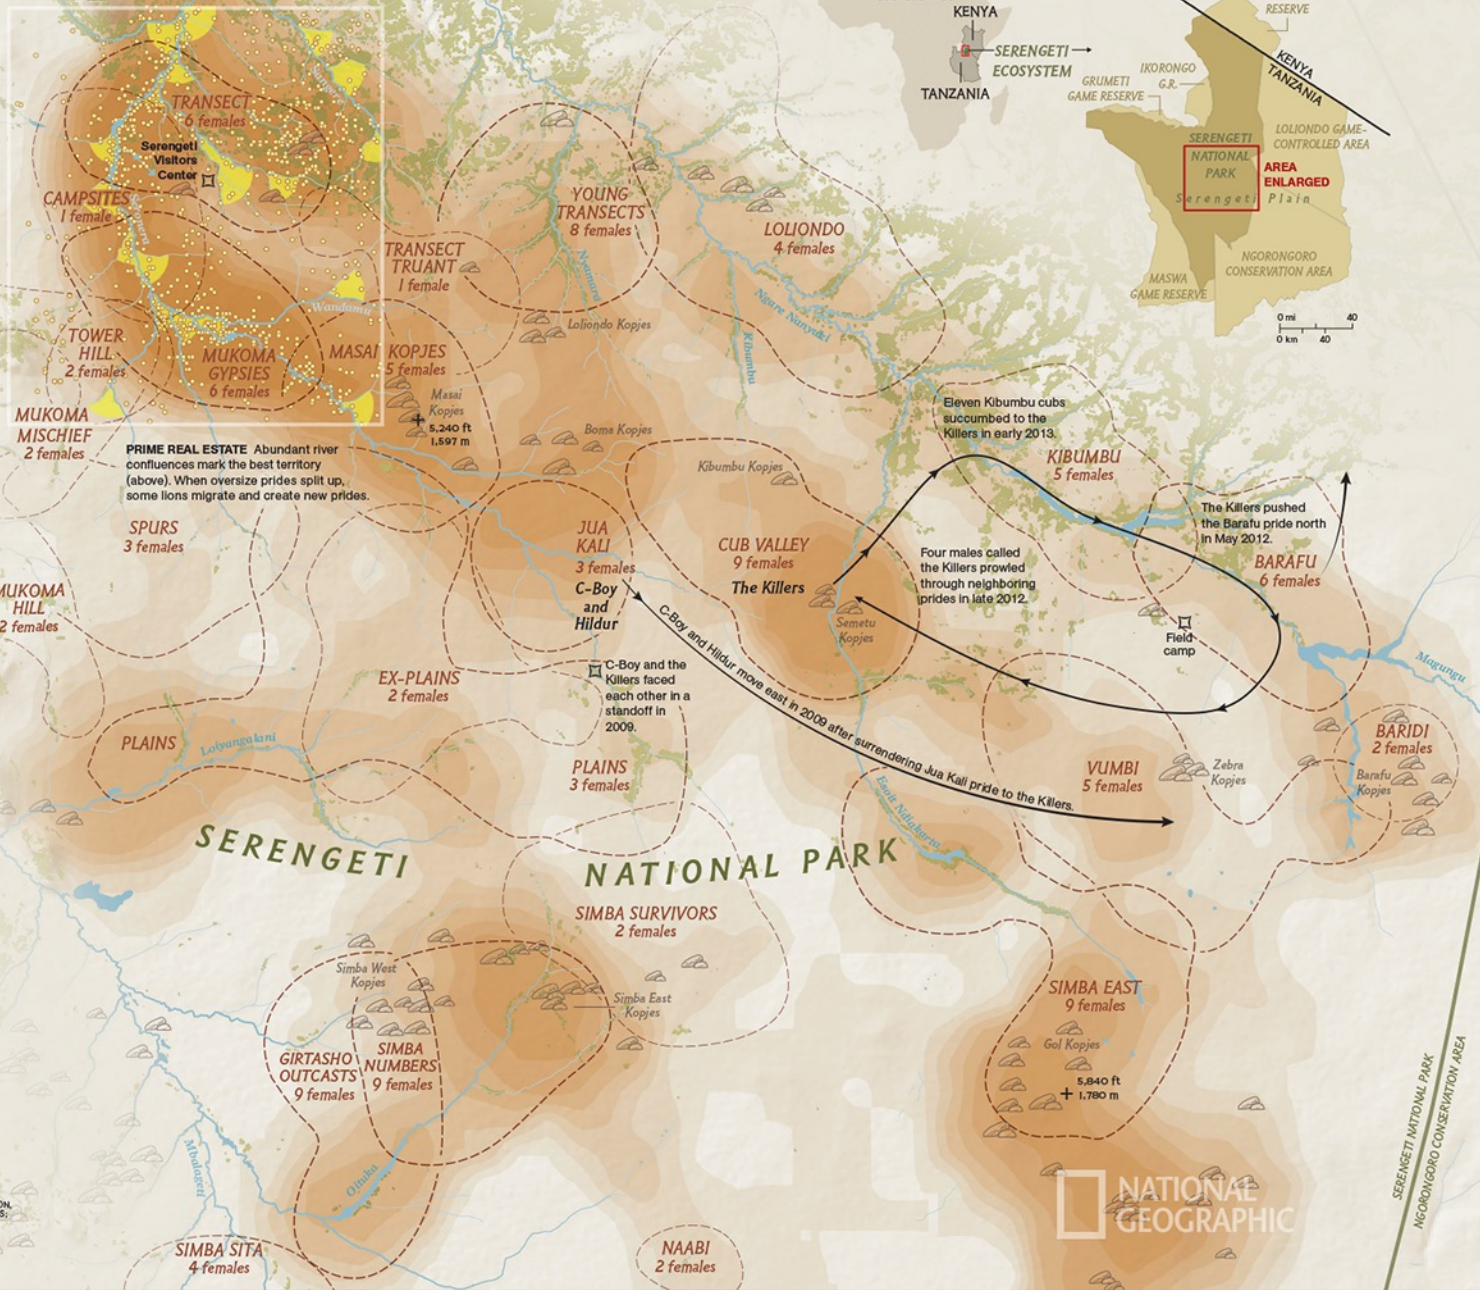 KENYA
SERENGETI
ECOSYSTEM
TANZANIA
RESERVE
KENYA
TANZANIA
IKORONGO
G.R.
GRUMETI
GAME RESERVE
LOLIONDO GAME-
CONTROLLED AREA
SERENGETI
NATIONAL
PARK
AREA
ENLARGED
Serengeti Plain
NGORONGORO
CONSERVATION AREA
MASWA
GAME RESERVE
0 mi 40
0 km 40
TRANSECT
6 females
Serengeti
Visitors
Center
CAMPSITES
1 female
Seronera
YOUNG
TRANSECTS
8 females
LOLIONDO
4 females
TRANSECT
TRUANT
1 female
Nyamara
Ngare Nanyuki
Wandamu
Loliondo Kopjes
Kibumbu
TOWER
HILL
2 females
MUKOMA
GYPSIES
6 females
MASAI KOPJES
5 females
Masai
Kopjes
5,240 ft
1,597 m
MUKOMA
MISCHIEF
2 females
Boma Kopjes
Eleven Kibumbu cubs
succumbed to the
Killers in early 2013.
PRIME REAL ESTATE Abundant river
confluences mark the best territory
(above). When oversize prides split up,
some lions migrate and create new prides.
Kibumbu Kopjes
KIBUMBU
5 females
The Killers pushed
the Barafu pride north
in May 2012.
SPURS
3 females
JUA
KALI
3 females
C-Boy
and
Hildur
CUB VALLEY
9 females
The Killers
Four males called
the Killers prowled
through neighboring
prides in late 2012.
BARAFU
6 females
MUKOMA
HILL
2 females
Semetu
Kopjes
Field
camp
C-Boy and Hildur move east in 2009 after surrendering Jua Kali pride to the Killers.
Magungu
C-Boy and the
Killers faced
each other in a
standoff in
2009.
EX-PLAINS
2 females
PLAINS
Loiyangalani
PLAINS
3 females
VUMBI
5 females
Zebra
Kopjes
BARIDI
2 females
Barafu
Kopjes
Esoit Ndiakarta
SERENGETI NATIONAL PARK
SIMBA SURVIVORS
2 females
Simba West
Kopjes
Simba East
Kopjes
SIMBA EAST
9 females
Gol Kopjes
5,840 ft
1,780 m
GIRTASHO
OUTCASTS
9 females
SIMBA
NUMBERS
9 females
Mbalageti
Oltuka
SERENGETI NATIONAL PARK
NGORONGORO CONSERVATION AREA
NATIONAL
GEOGRAPHIC
SIMBA SITA
4 females
NAABI
2 females